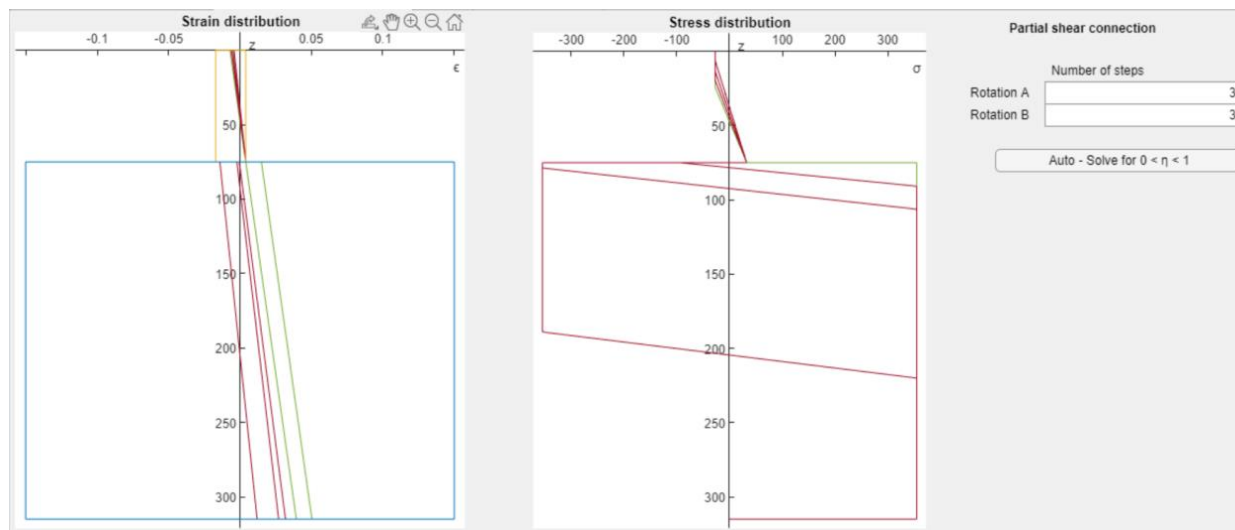 Strain distribution
-0.1 -0.05 0 0.05 0.1
z
ϵ
50
100
150
200
250
300
Stress distribution
-300 -200 -100 0 100 200 300
z
σ
50
100
150
200
250
300
Partial shear connection
Number of steps
Rotation A 3
Rotation B 3
Auto - Solve for 0 < η < 1